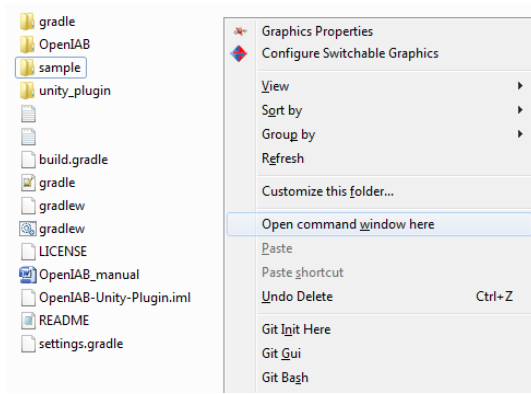 gradle
OpenIAB
sample
unity_plugin
build.gradle
gradle
gradlew
gradlew
LICENSE
OpenIAB_manual
OpenIAB-Unity-Plugin.iml
README
settings.gradle
Graphics Properties
Configure Switchable Graphics
View
Sort by
Group by
Refresh
Customize this folder...
Open command window here
Paste
Paste shortcut
Undo Delete Ctrl+Z
Git Init Here
Git Gui
Git Bash